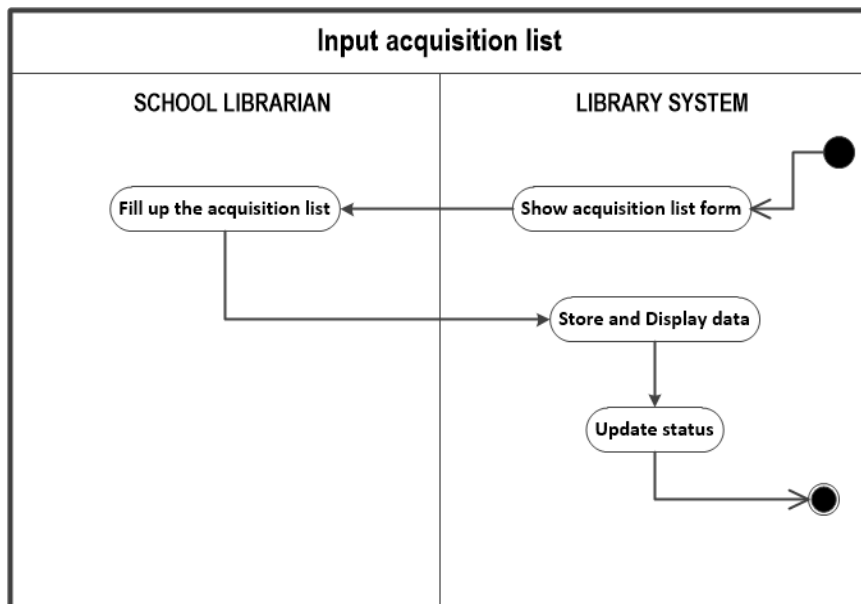 Input acquisition list
SCHOOL LIBRARIAN
LIBRARY SYSTEM
Fill up the acquisition list
Show acquisition list form
Store and Display data
Update status